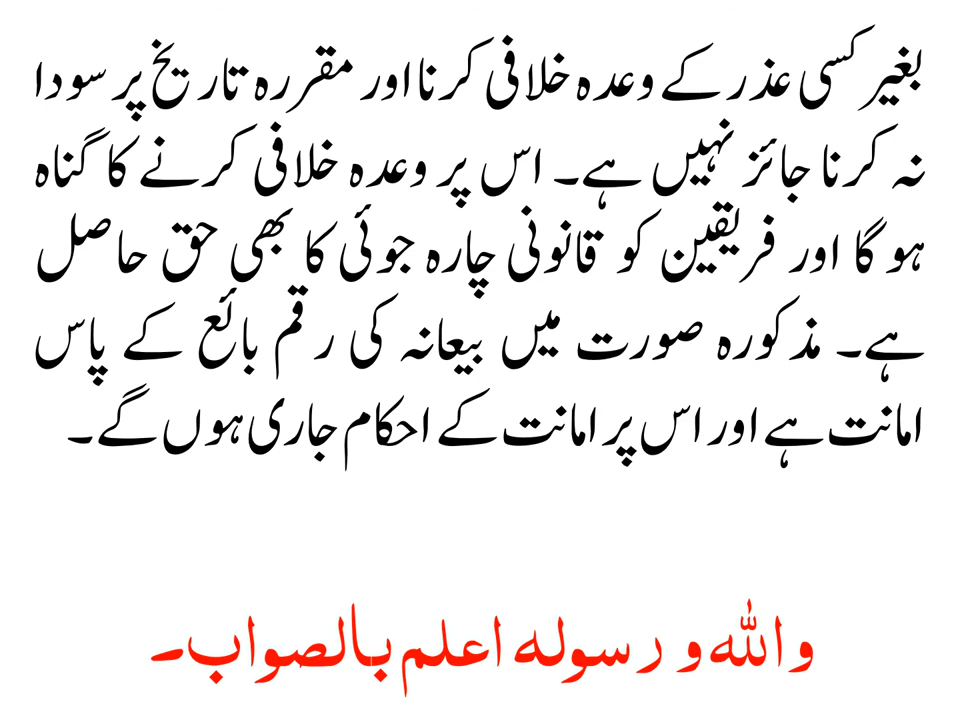 بغیر کسی عذر کے وعدہ خلافی کرنا اور مقررہ تاریخ پر سودا
نہ کرنا جائز نہیں ہے۔ اس پر وعدہ خلافی کرنے کا گناہ
ہو گا اور فریقین کو قانونی چارہ جوئی کا بھی حق حاصل
ہے۔ مذکورہ صورت میں بیعانہ کی رقم بائع کے پاس
امانت ہے اور اس پر امانت کے احکام جاری ہوں گے۔
واللہ و رسولہ اعلم بالصواب۔